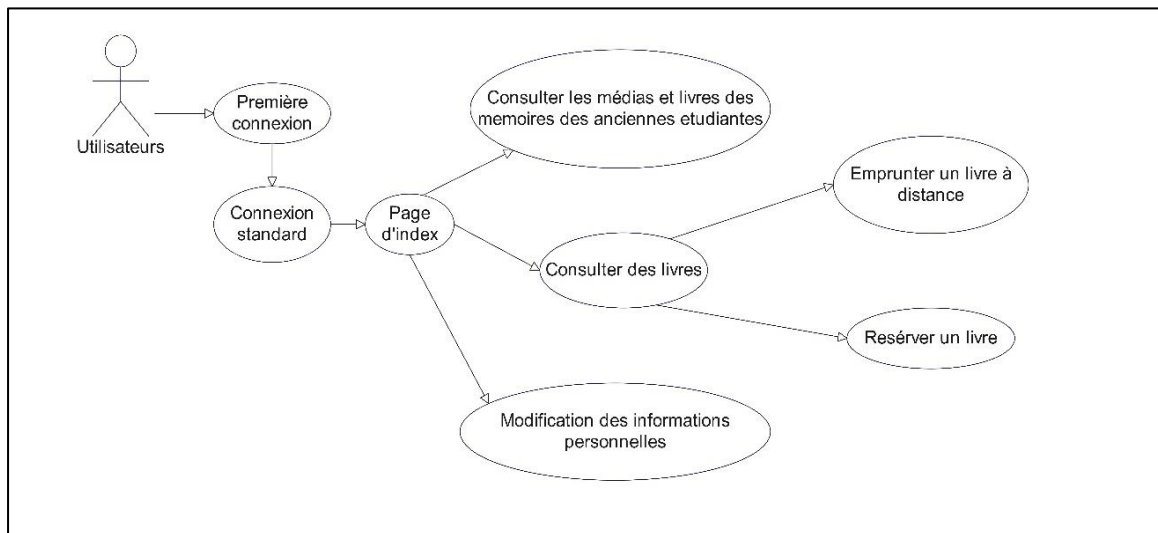 Utilisateurs
Première
connexion
Connexion
standard
Page
d'index
Consulter les médias et livres des
memoires des anciennes etudiantes
Consulter des livres
Emprunter un livre à
distance
Resérver un livre
Modification des informations
personnelles